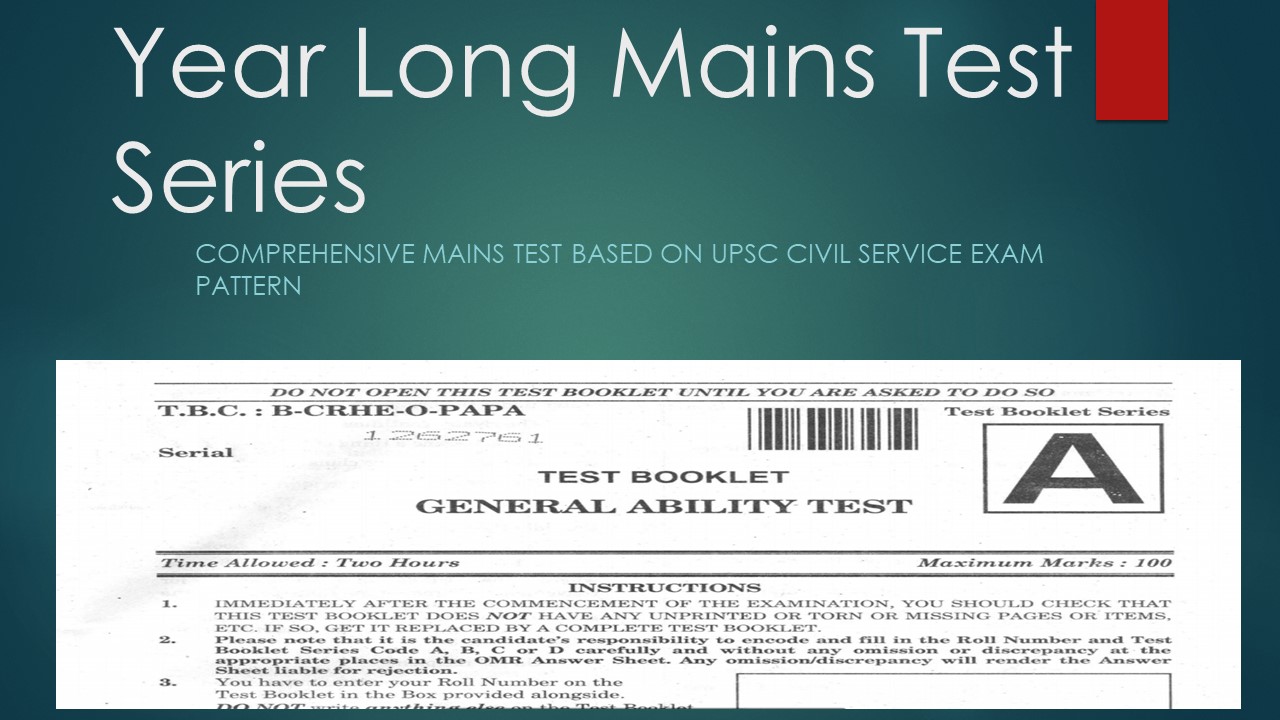 Year Long Mains Test
Series
COMPREHENSIVE MAINS TEST BASED ON UPSC CIVIL SERVICE EXAM
PATTERN
DO NOT OPEN THIS TEST BOOKLET UNTIL YOU ARE ASKED TO DO SO
T.B.C. : B-CRHE-O-PAPA
Test Booklet Series
1262761
Serial
A
TEST BOOKLET
GENERAL ABILITY TEST
Time Allowed : Two Hours
Maximum Marks : 100
INSTRUCTIONS
1. IMMEDIATELY AFTER THE COMMENCEMENT OF THE EXAMINATION, YOU SHOULD CHECK THAT
THIS TEST BOOKLET DOES NOT HAVE ANY UNPRINTED OR TORN OR MISSING PAGES OR ITEMS,
ETC. IF SO, GET IT REPLACED BY A COMPLETE TEST BOOKLET.
2. Please note that it is the candidate's responsibility to encode and fill in the Roll Number and Test
Booklet Series Code A, B, C or D carefully and without any omission or discrepancy at the
appropriate places in the OMR Answer Sheet. Any omission/discrepancy will render the Answer
Sheet liable for rejection.
3. You have to enter your Roll Number on the
Test Booklet in the Box provided alongside.
DO NOT write anything else on the Test Booklet.